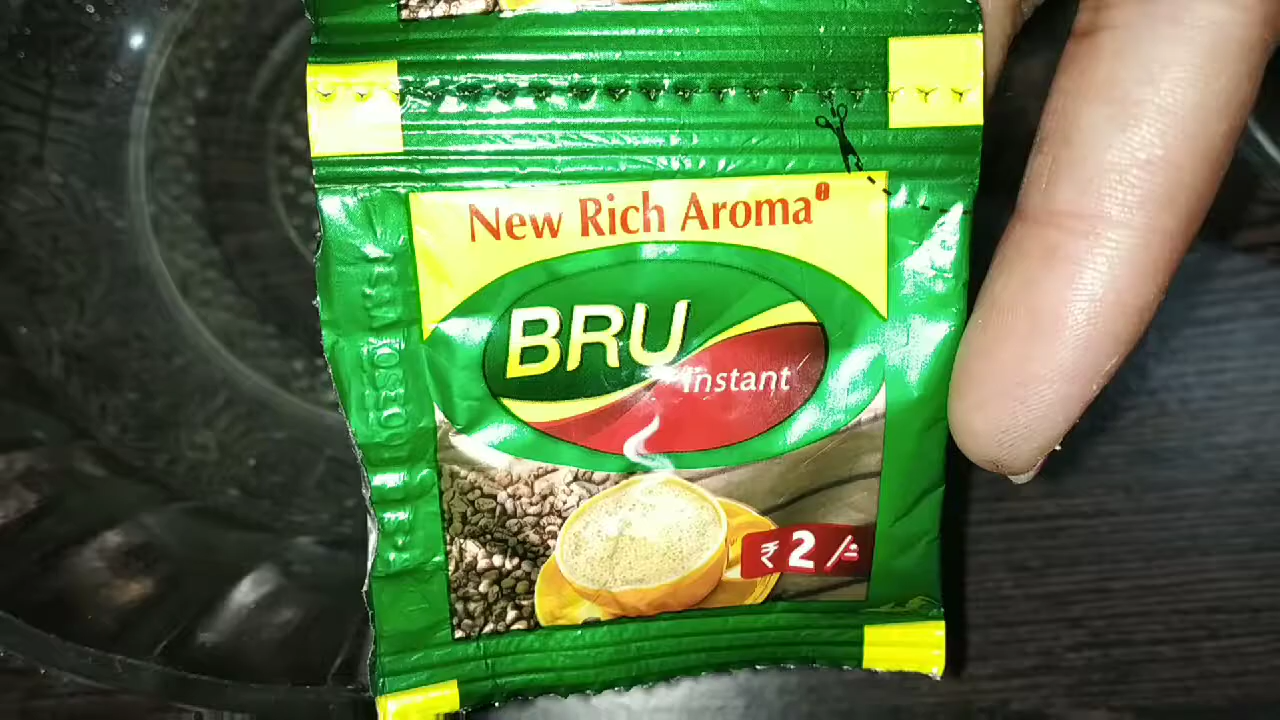 New Rich Aroma
BRU
Instant
₹ 2/-